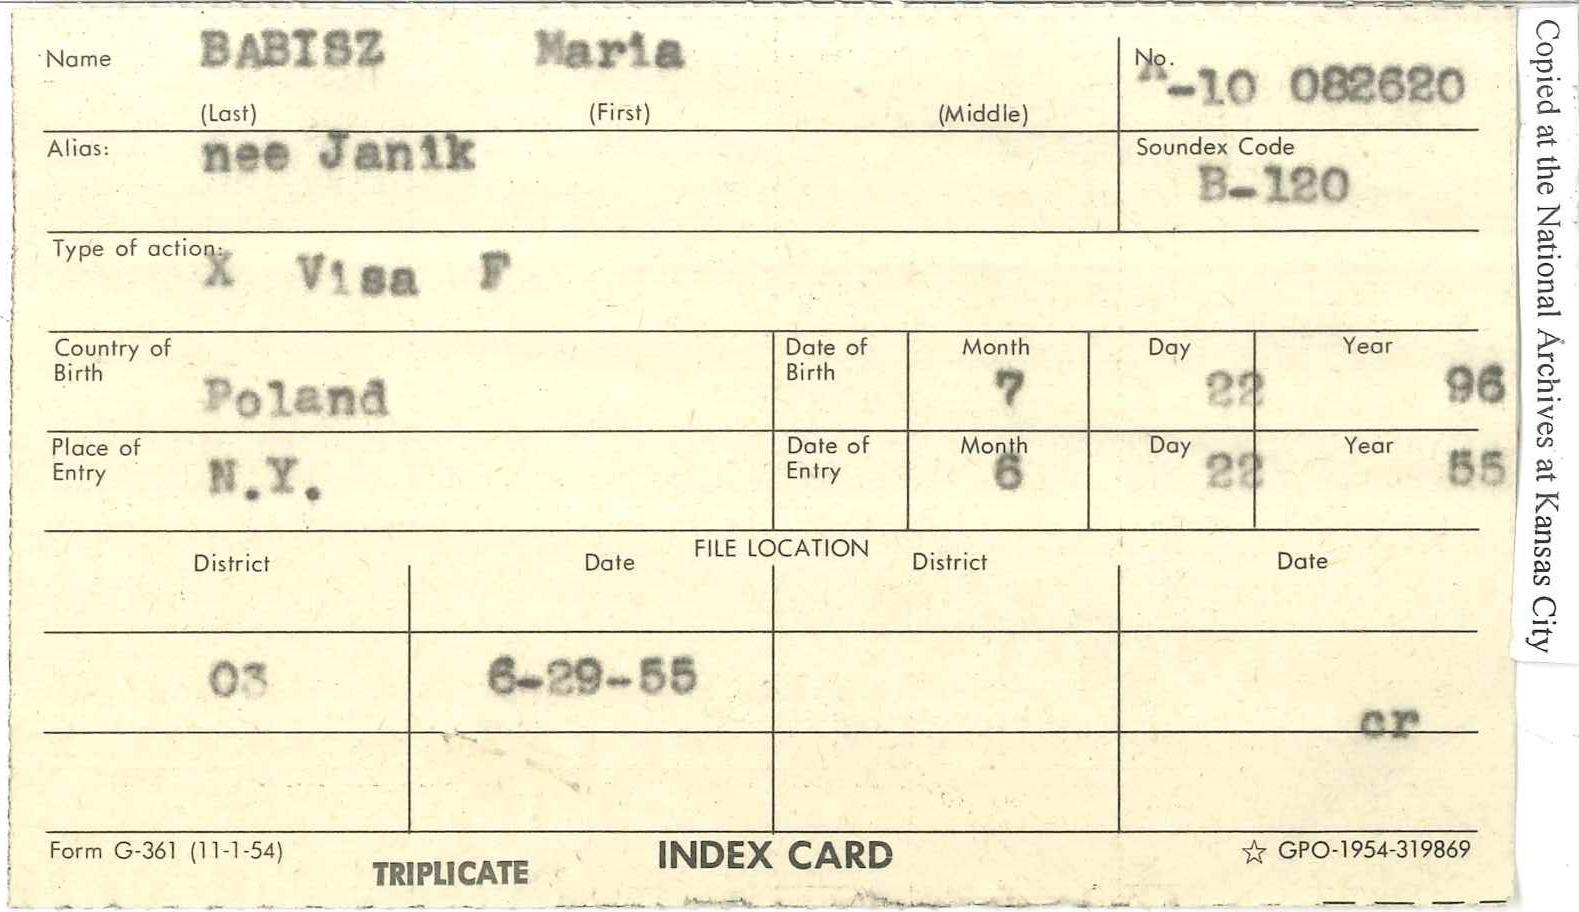 Name BABISZ Maria No. A-10 082620
(Last) (First) (Middle)
Alias: nee Janik Soundex Code
B-120
Type of action: X Visa F
Country of Birth Poland Date of Birth Month 7 Day 22 Year 96
Place of Entry N.Y. Date of Entry Month 6 Day 22 Year 55
FILE LOCATION
District Date District Date
03 6-29-55
cr
Form G-361 (11-1-54) TRIPLICATE INDEX CARD ☆ GPO-1954-319869
Copied at the National Archives at Kansas City